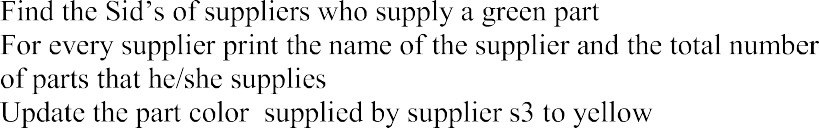 Find the Sid's of suppliers who supply a green part
For every supplier print the name of the supplier and the total number
of parts that he/she supplies
Update the part color  supplied by supplier s3 to yellow